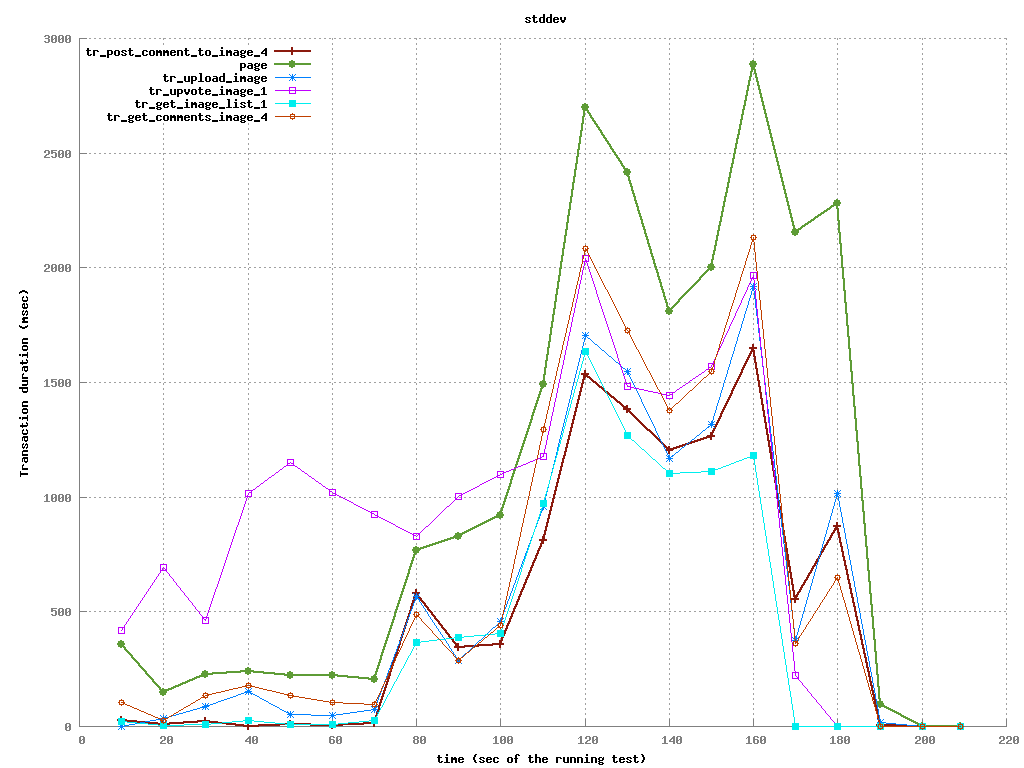 stddev
3000
2500
2000
1500
1000
500
0
Transaction duration (msec)
tr_post_comment_to_image_4
page
tr_upload_image
tr_upvote_image_1
tr_get_image_list_1
tr_get_comments_image_4
0 20 40 60 80 100 120 140 160 180 200 220
time (sec of the running test)